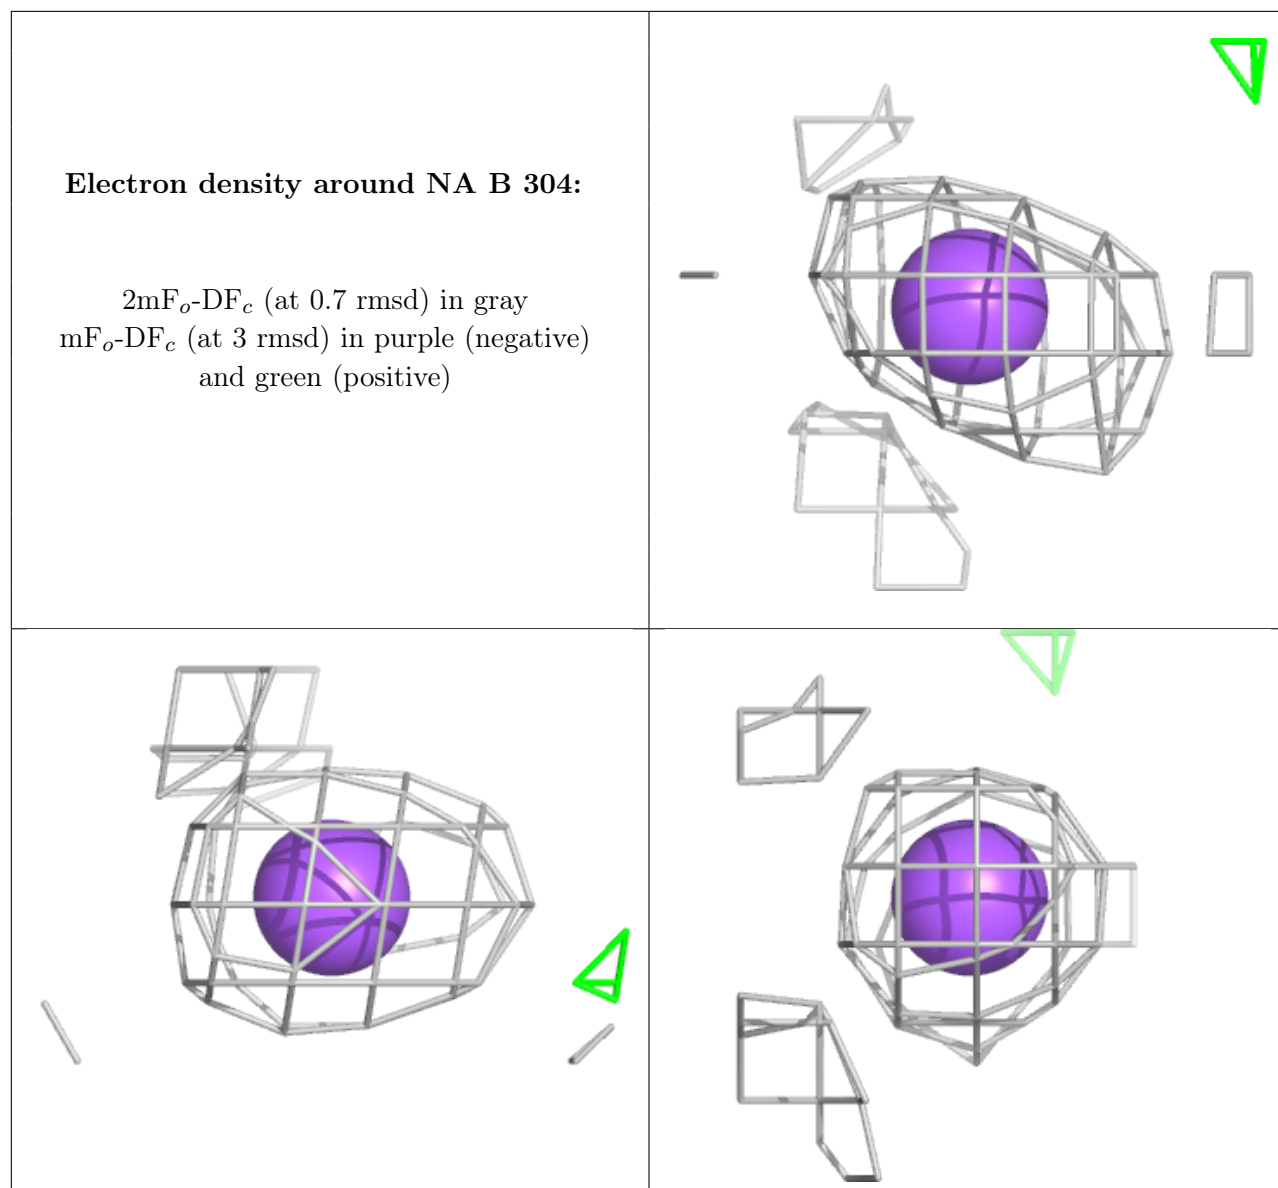 Electron density around NA B 304:
2mFo-DFc (at 0.7 rmsd) in gray
mFo-DFc (at 3 rmsd) in purple (negative)
and green (positive)